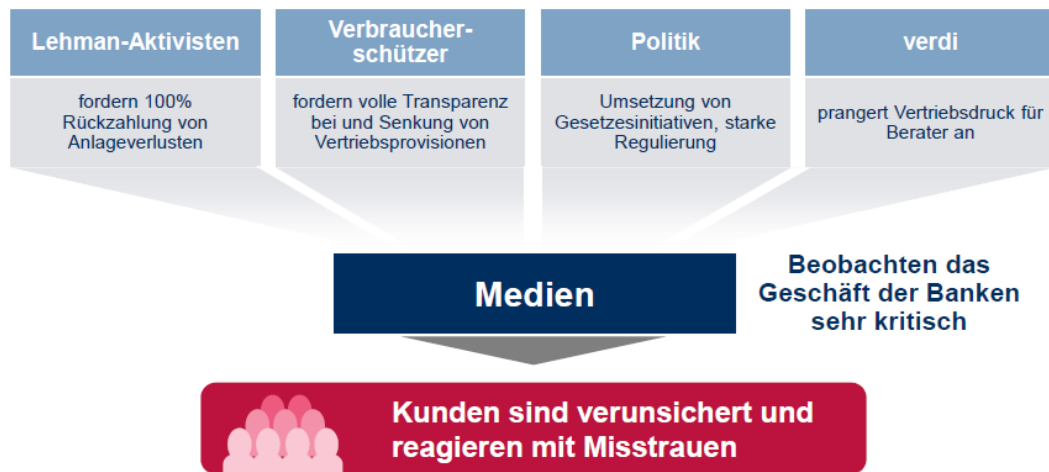 Lehman-Aktivisten
fordern 100%
Rückzahlung von
Anlageverlusten
Verbraucher-
schützer
fordern volle Transparenz
bei und Senkung von
Vertriebsprovisionen
Politik
Umsetzung von
Gesetzesinitiativen, starke
Regulierung
verdi
prangert Vertriebsdruck für
Berater an
Medien
Beobachten das
Geschäft der Banken
sehr kritisch
Kunden sind verunsichert und
reagieren mit Misstrauen